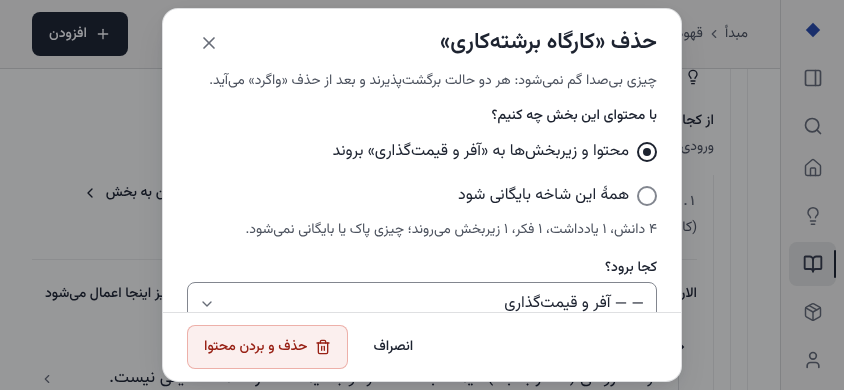 مبدأ
افزودن
حذف «کارگاه برشته‌کاری»
چیزی بی‌صدا گم نمی‌شود: هر دو حالت برگشت‌پذیرند و بعد از حذف «واگرد» می‌آید.
با محتوای این بخش چه کنیم؟
محتوا و زیربخش‌ها به «آفر و قیمت‌گذاری» بروند
همهٔ این شاخه بایگانی شود
۴ دانش، ۱ یادداشت، ۱ فکر، ۱ زیربخش می‌روند؛ چیزی پاک یا بایگانی نمی‌شود.
کجا برود؟
— — آفر و قیمت‌گذاری
انصراف
حذف و بردن محتوا
از کجا
ورودی
به بخش
اینجا اعمال می‌شود
نیست.